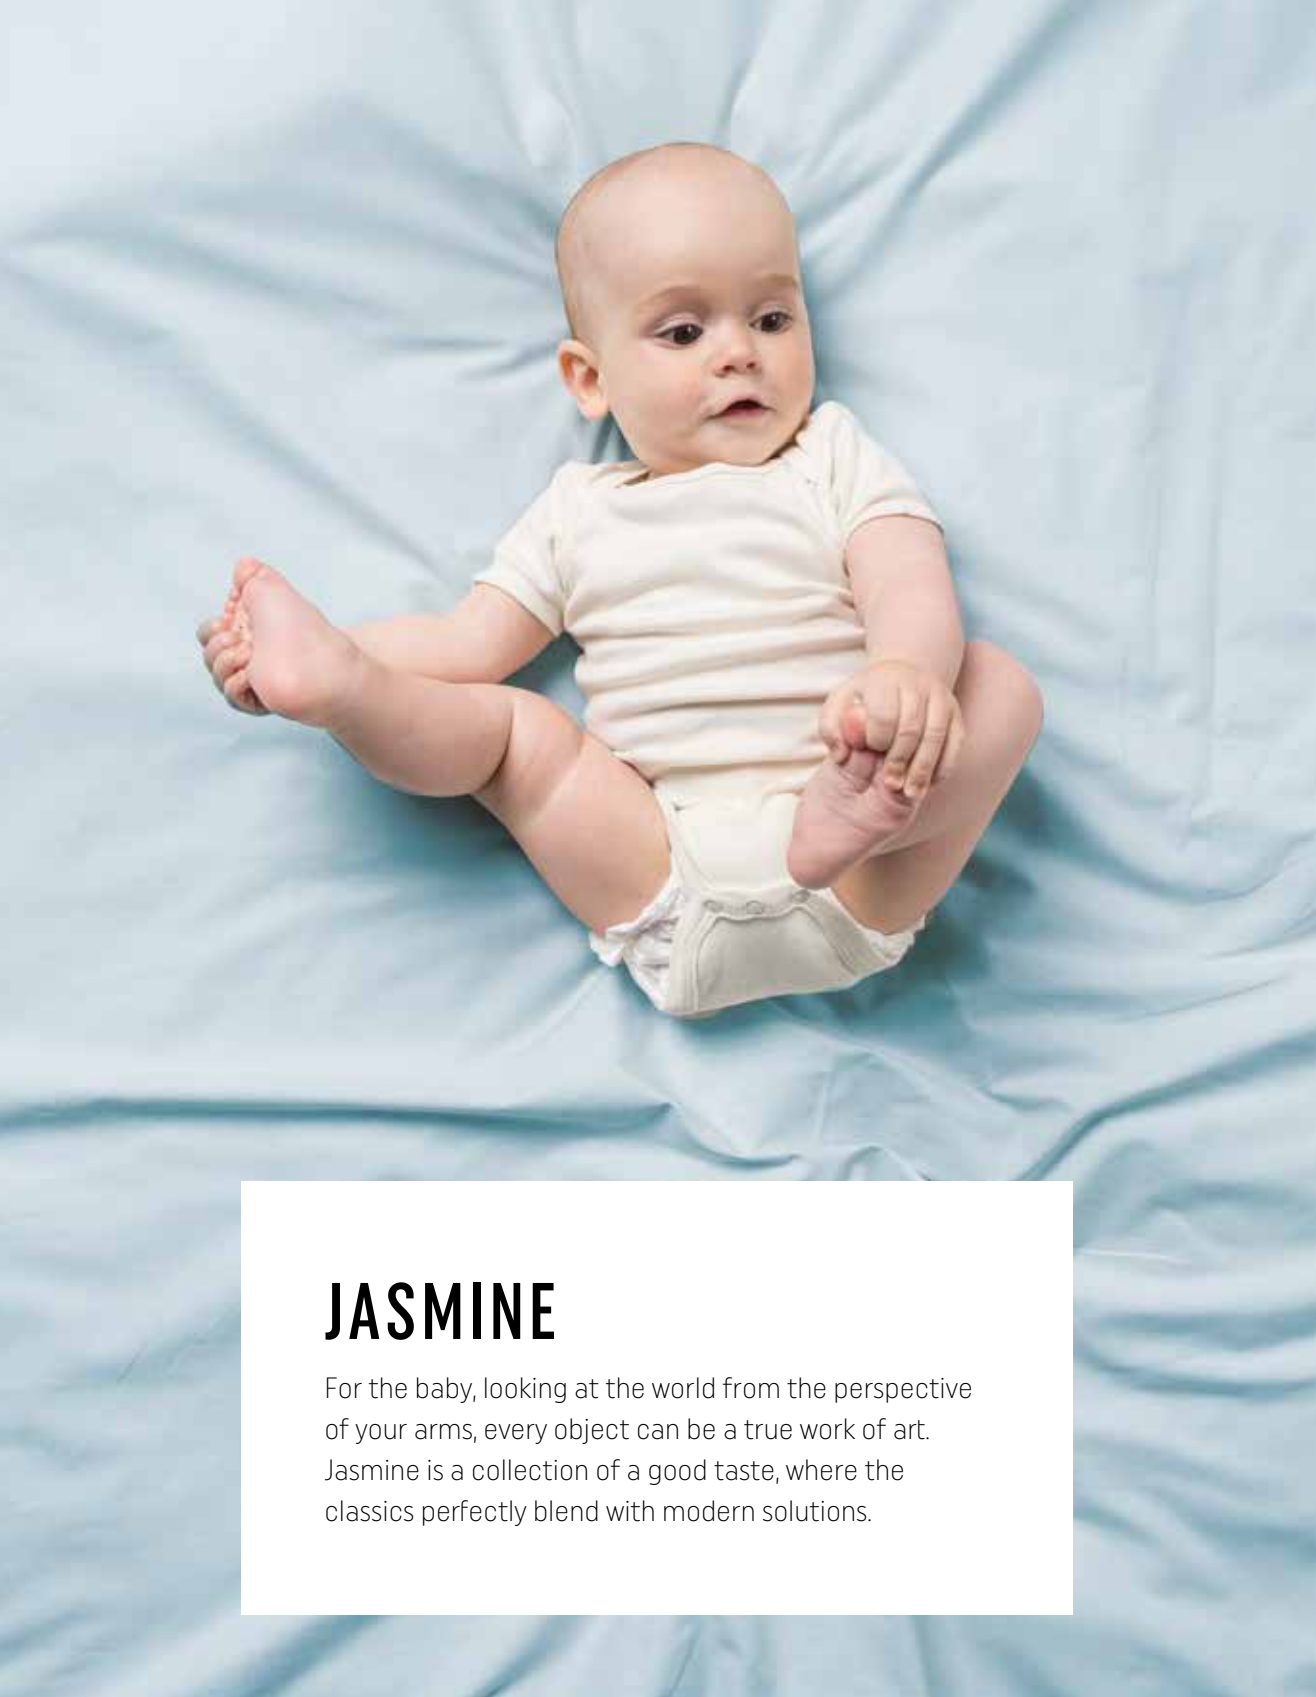 JASMINE
For the baby, looking at the world from the perspective
of your arms, every object can be a true work of art.
Jasmine is a collection of a good taste, where the
classics perfectly blend with modern solutions.